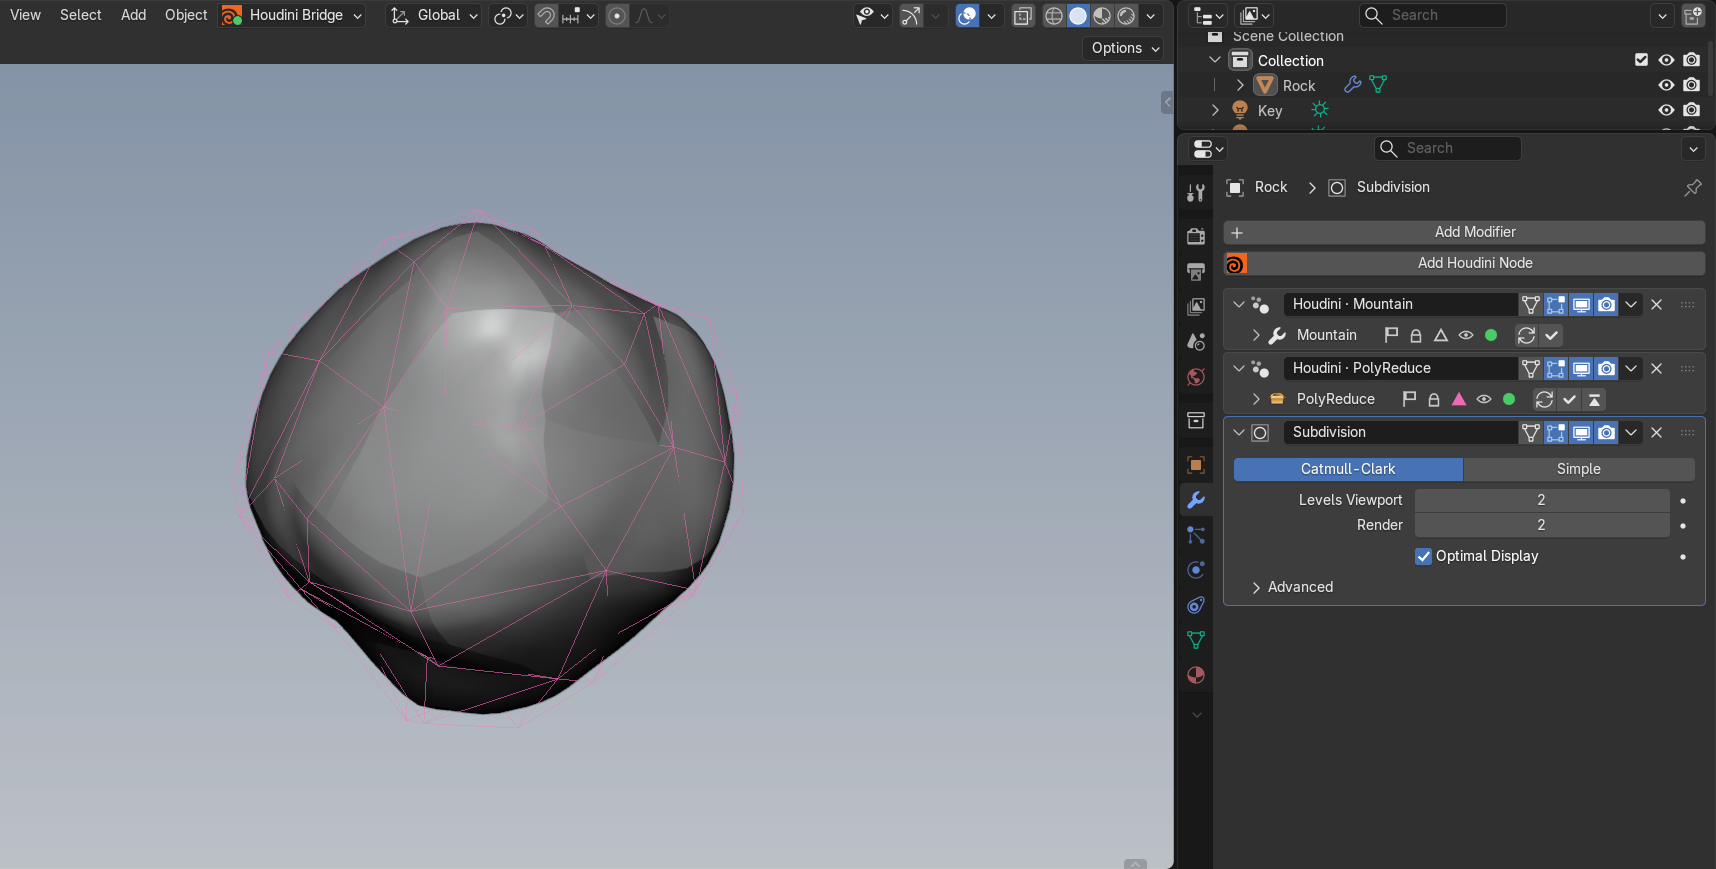 View Select Add Object Houdini Bridge Global
Options
Search
Scene Collection
Collection
Rock
Key
Search
Rock Subdivision
Add Modifier
Add Houdini Node
Houdini · Mountain
Mountain
Houdini · PolyReduce
PolyReduce
Subdivision
Catmull-Clark Simple
Levels Viewport 2
Render 2
Optimal Display
Advanced